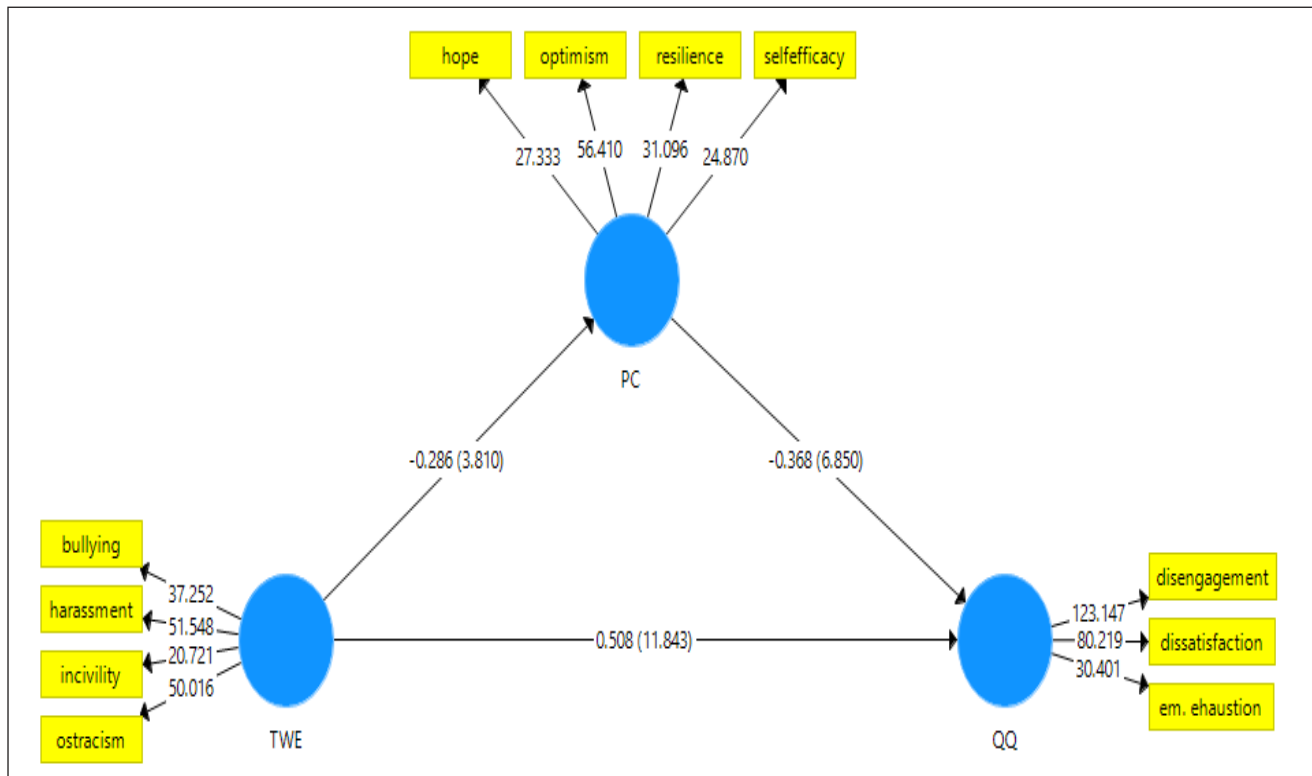 hope
optimism
resilience
selfefficacy
27.333
56.410
31.096
24.870
PC
-0.286 (3.810)
-0.368 (6.850)
bullying
harassment
incivility
ostracism
37.252
51.548
20.721
50.016
TWE
0.508 (11.843)
123.147
80.219
30.401
disengagement
dissatisfaction
em. ehaustion
QQ